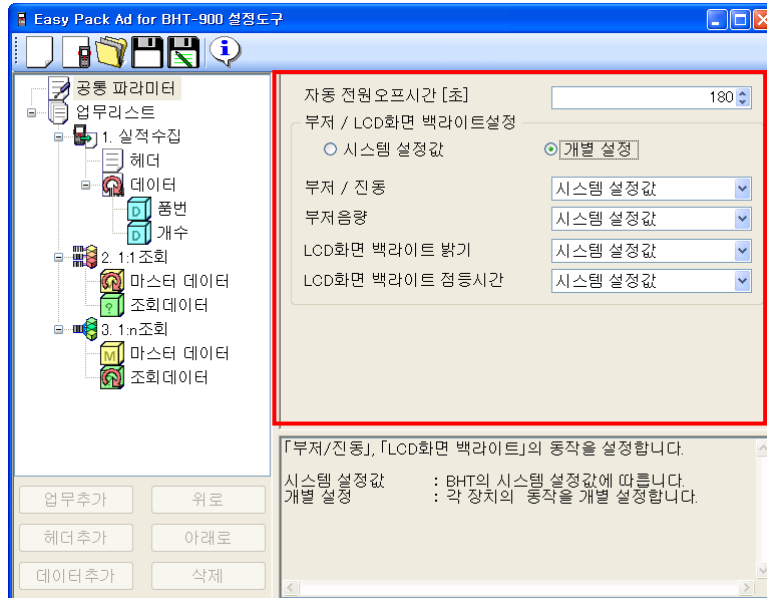 Easy Pack Ad for BHT-900 설정도구
공통 파라미터
업무리스트
1. 실적수집
헤더
데이터
품번
개수
2. 1:1조회
마스터 데이터
조회데이터
3. 1:n조회
마스터 데이터
조회데이터
업무추가 위로
헤더추가 아래로
데이터추가 삭제
자동 전원오프시간 [초] 180
부저 / LCD화면 백라이트설정
시스템 설정값 개별 설정
부저 / 진동 시스템 설정값
부저음량 시스템 설정값
LCD화면 백라이트 밝기 시스템 설정값
LCD화면 백라이트 점등시간 시스템 설정값
「부저/진동」, 「LCD화면 백라이트」의 동작을 설정합니다.
시스템 설정값 : BHT의 시스템 설정값에 따릅니다.
개별 설정 : 각 장치의 동작을 개별 설정합니다.